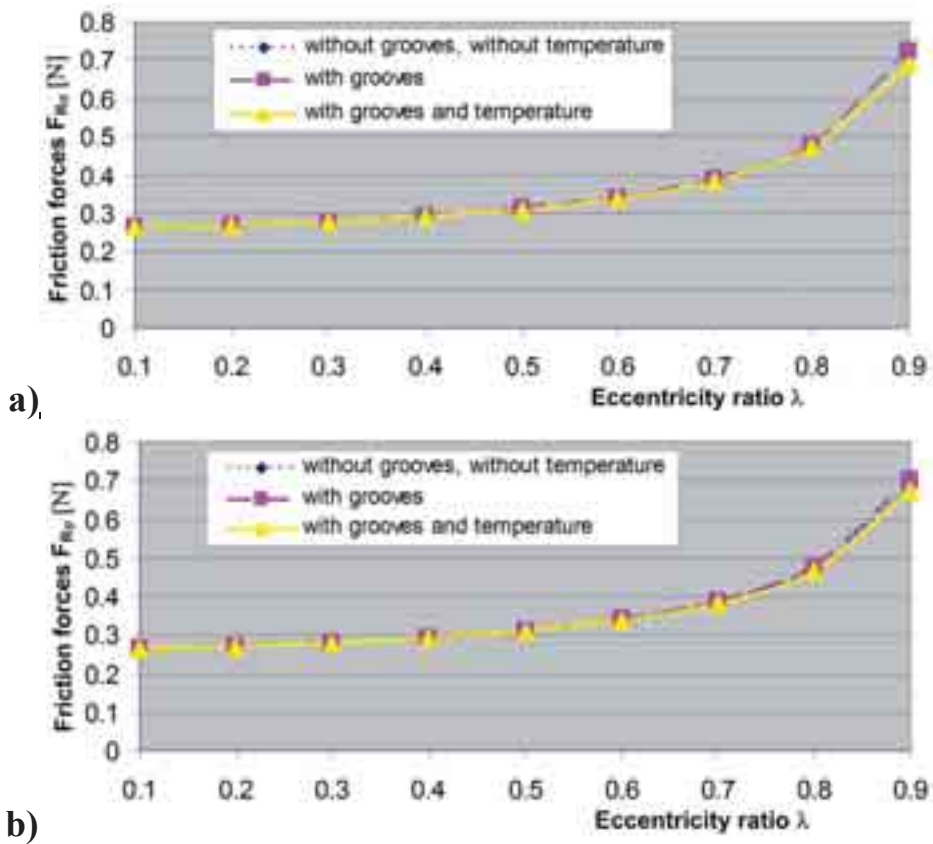 0.8
0.7
0.6
0.5
0.4
0.3
0.2
0.1
0
Friction forces [N]
without grooves, without temperature
with grooves
with grooves and temperature
0.1 0.2 0.3 0.4 0.5 0.6 0.7 0.8 0.9
Eccentricity ratio λ
a)
0.8
0.7
0.6
0.5
0.4
0.3
0.2
0.1
0
Friction forces [N]
without grooves, without temperature
with grooves
with grooves and temperature
0.1 0.2 0.3 0.4 0.5 0.6 0.7 0.8 0.9
Eccentricity ratio λ
b)